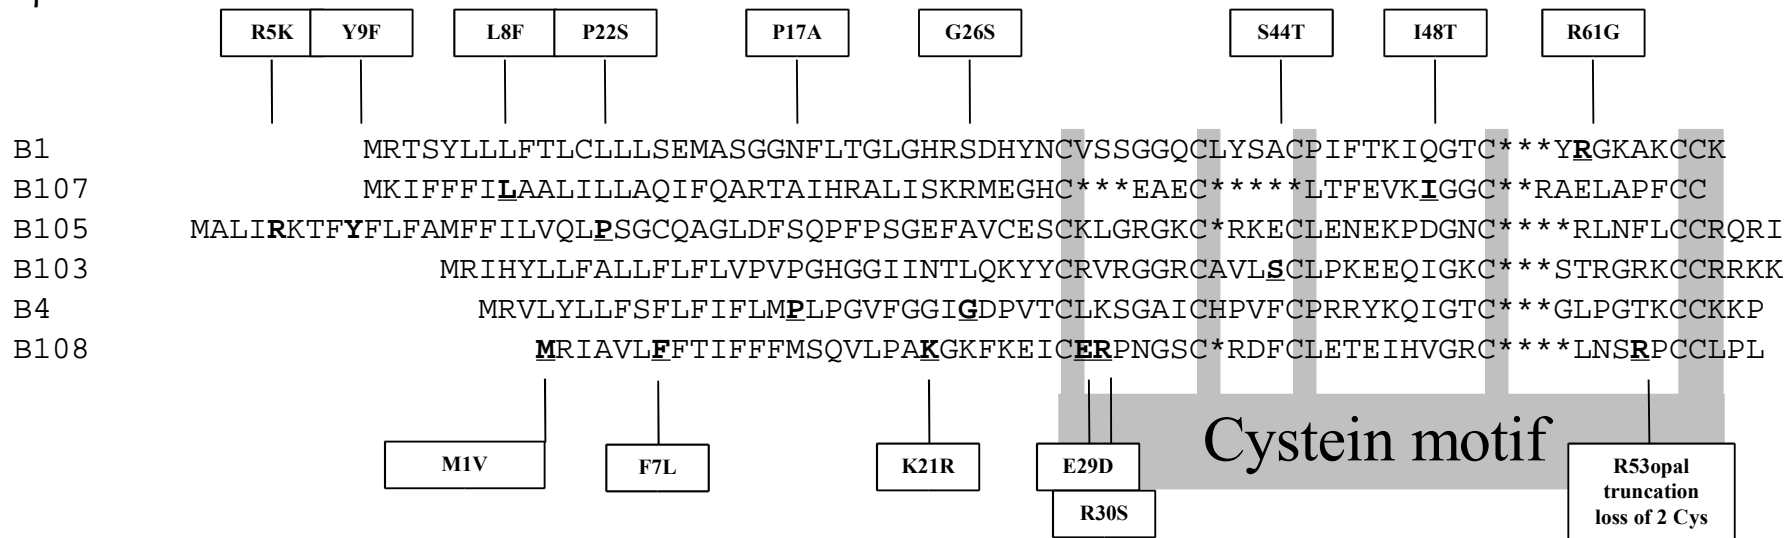 R5K Y9F L8F P22S P17A G26S S44T I48T R61G
B1 MRTSYLLLFTLCLLLSEMASGGNFLTGLGHRSDHYNCVSSGGQCLYSACPIFTKIQGTC***YRGKAKCCK
B107 MKIFFFILAALILLAQIFQARTAIHRALISKRMEGHC***EAEC*****LTFEVKIGGC**RAELAPFCC
B105 MALIRKTFYFLFAMFFILVQLPSGCQAGLDFSQPFPSGEFAVCESCKLGRGKC*RKECLENEKPDGNC****RLNFLCCRQRI
B103 MRIHYLLFALLFLFLVPVPGHGGIINTLQKYYCRVRGGRCAVLSCLPKEEQIGKC***STRGRKCCRRKK
B4 MRVLYLLFSFLFIFLMPLPGVFGGIGDPVTCLKSGAICHPVFCPRRYKQIGTC***GLPGTKCCKKP
B108 MRIAVLFFTIFFFMSQVLPAKGKFKEICERPNGSC*RDFCLETEIHVGRC****LNSRPCCLPL
Cystein motif
M1V F7L K21R E29D R53opal
truncation
R30S loss of 2 Cys